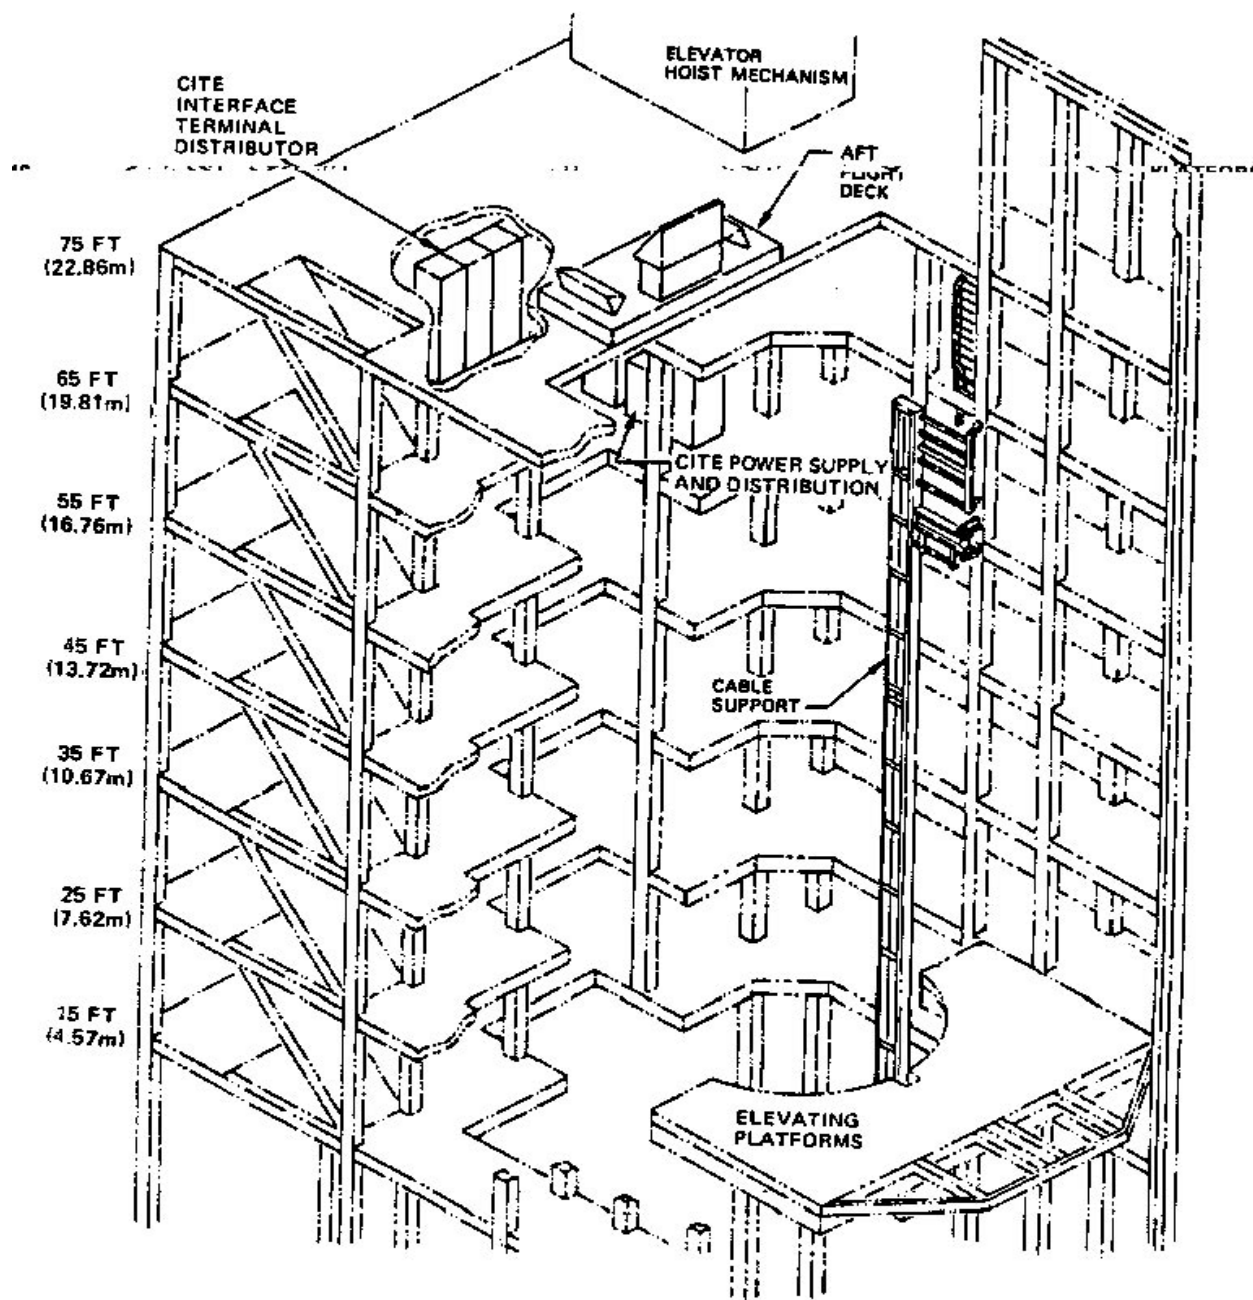 ELEVATOR
HOIST MECHANISM
CITE
INTERFACE
TERMINAL
DISTRIBUTOR
AFT
FLIGHT
DECK
75 FT
(22.86m)
65 FT
(19.81m)
CITE POWER SUPPLY
AND DISTRIBUTION
55 FT
(16.76m)
45 FT
(13.72m)
CABLE
SUPPORT
35 FT
(10.67m)
25 FT
(7.62m)
15 FT
(4.57m)
ELEVATING
PLATFORMS